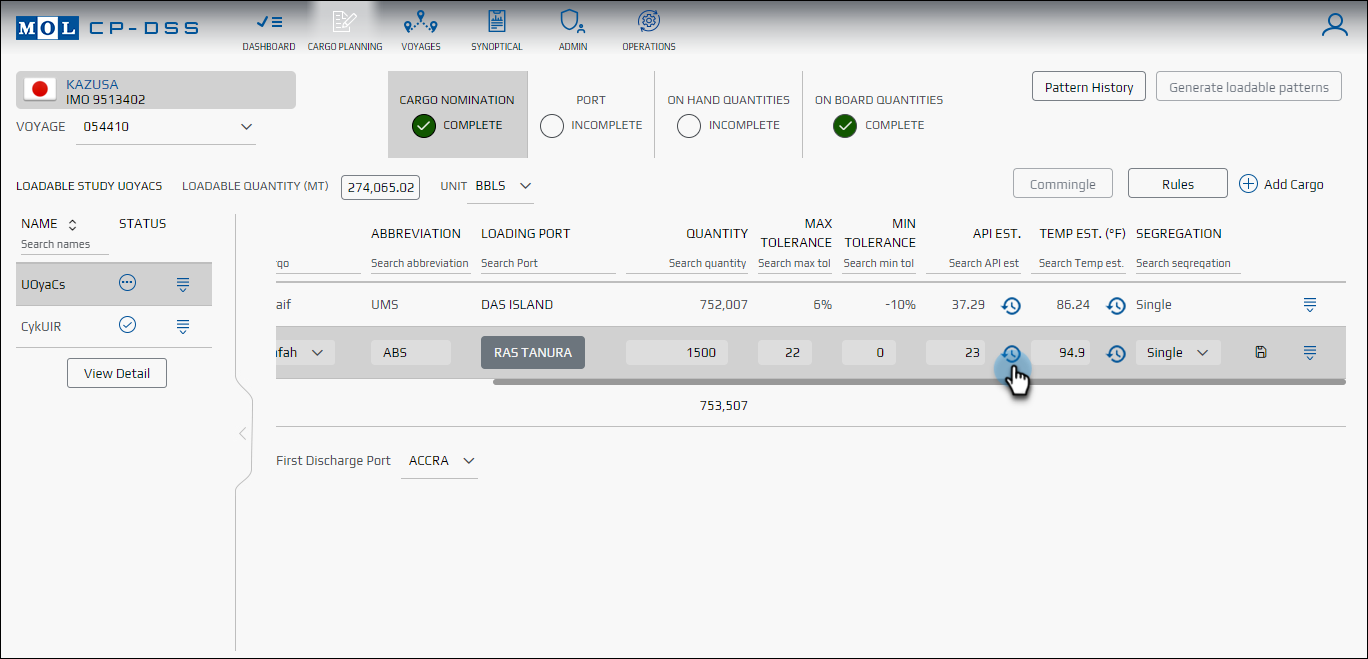 MOL CP-DSS
DASHBOARD CARGO PLANNING VOYAGES SYNOPTICAL ADMIN OPERATIONS
KAZUSA
IMO 9513402
VOYAGE 054410
CARGO NOMINATION
COMPLETE
PORT
INCOMPLETE
ON HAND QUANTITIES
INCOMPLETE
ON BOARD QUANTITIES
COMPLETE
Pattern History
Generate loadable patterns
LOADABLE STUDY UOYACS LOADABLE QUANTITY (MT) 274,065.02 UNIT BBLS
Commingle Rules Add Cargo
NAME STATUS
Search names
UOyaCs
CykUIR
View Detail
ABBREVIATION LOADING PORT QUANTITY MAX TOLERANCE MIN TOLERANCE API EST. TEMP EST. (°F) SEGREGATION
rgo Search abbreviation Search Port Search quantity Search max tol Search min tol Search API est Search Temp est. Search segregation
aif UMS DAS ISLAND 752,007 6% -10% 37.29 86.24 Single
fah ABS RAS TANURA 1500 22 0 23 94.9 Single
753,507
First Discharge Port ACCRA